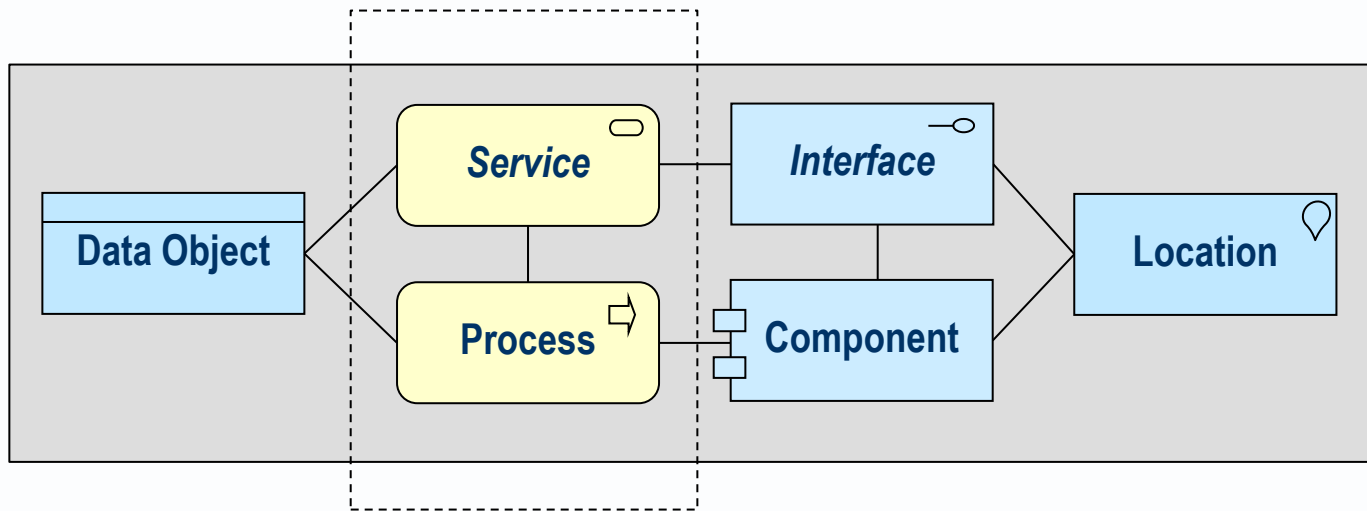 Service
Interface
Data Object
Location
Process
Component